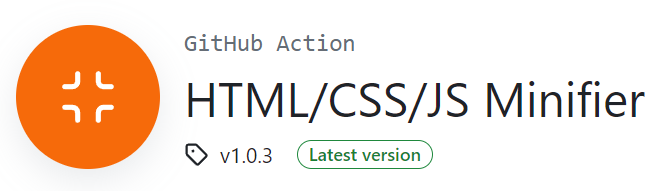 GitHub Action
HTML/CSS/JS Minifier
v1.0.3 Latest version